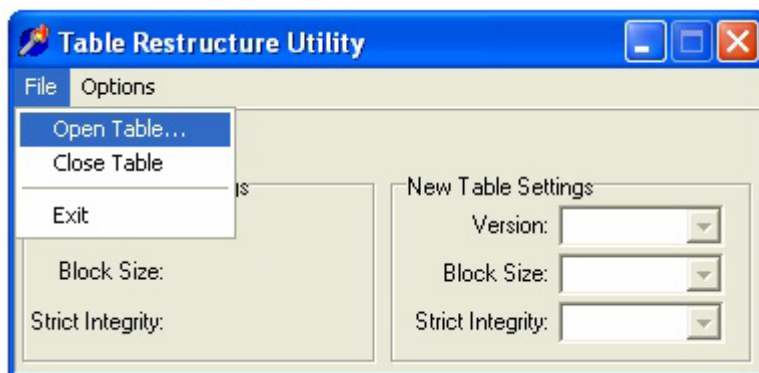 Table Restructure Utility
File Options
Open Table...
Close Table
Exit
gs
New Table Settings
Version:
Block Size:
Block Size:
Strict Integrity:
Strict Integrity: